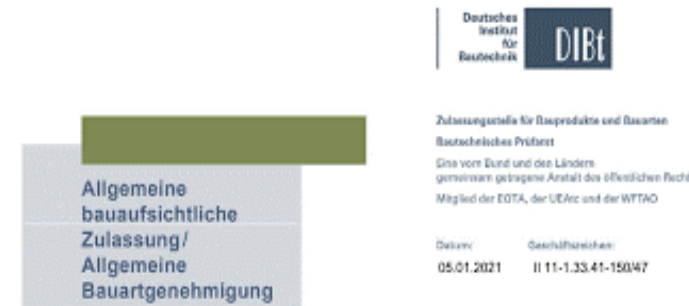 Deutsches
Institut
für
Bautechnik
DIBt
Zulassungsstelle für Bauprodukte und Bauarten
Bautechnisches Prüfamt
Eine vom Bund und den Ländern
gemeinsam getragene Anstalt des öffentlichen Recht
Mitglied der EOTA, der UEAtc und der WFTAO
Datum: Geschäftszeichen:
05.01.2021 II 11-1.33.41-150/47
Allgemeine
bauaufsichtliche
Zulassung/
Allgemeine
Bauartgenehmigung